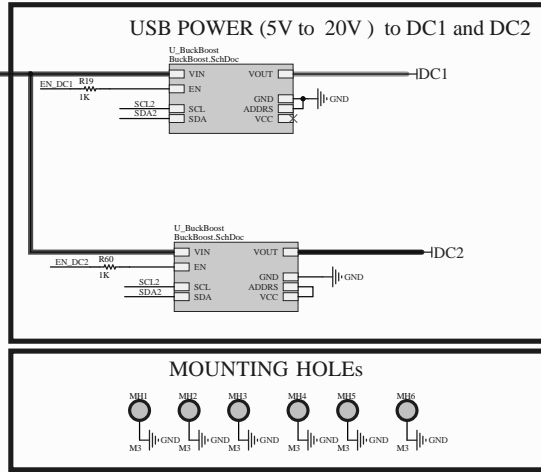 USB POWER (5V to 20V ) to DC1 and DC2
U_BuckBoost
BuckBoost.SchDoc
VIN VOUT DC1
EN_DC1 R19 EN
1K
GND GND
SCL2 SCL ADDRS
SDA2 SDA VCC
U_BuckBoost
BuckBoost.SchDoc
VIN VOUT DC2
EN_DC2 R60 EN
1K
GND GND
SCL2 SCL ADDRS
SDA2 SDA VCC
MOUNTING HOLEs
MH1 MH2 MH3 MH4 MH5 MH6
GND GND GND GND GND GND
M3 M3 M3 M3 M3 M3